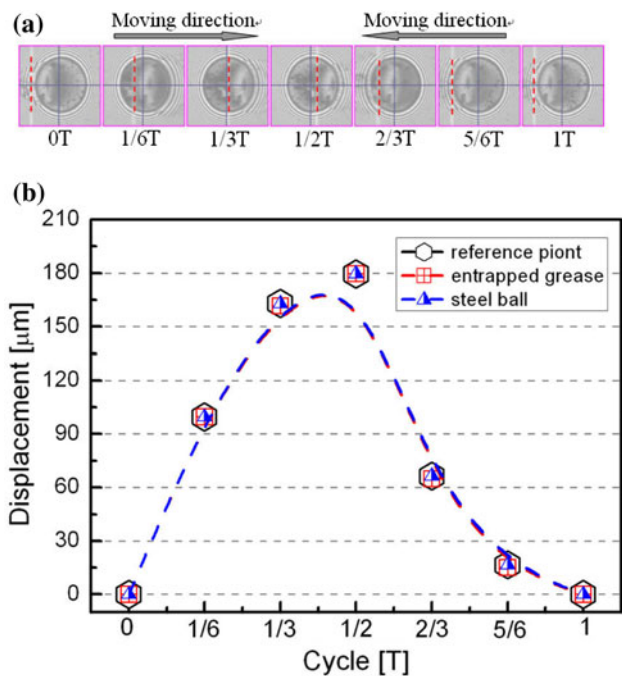 (a) Moving direction Moving direction
0T 1/6T 1/3T 1/2T 2/3T 5/6T 1T
(b)
210
180
150
120
90
60
30
0
Displacement [μm]
reference piont
entrapped grease
steel ball
0 1/6 1/3 1/2 2/3 5/6 1
Cycle [T]